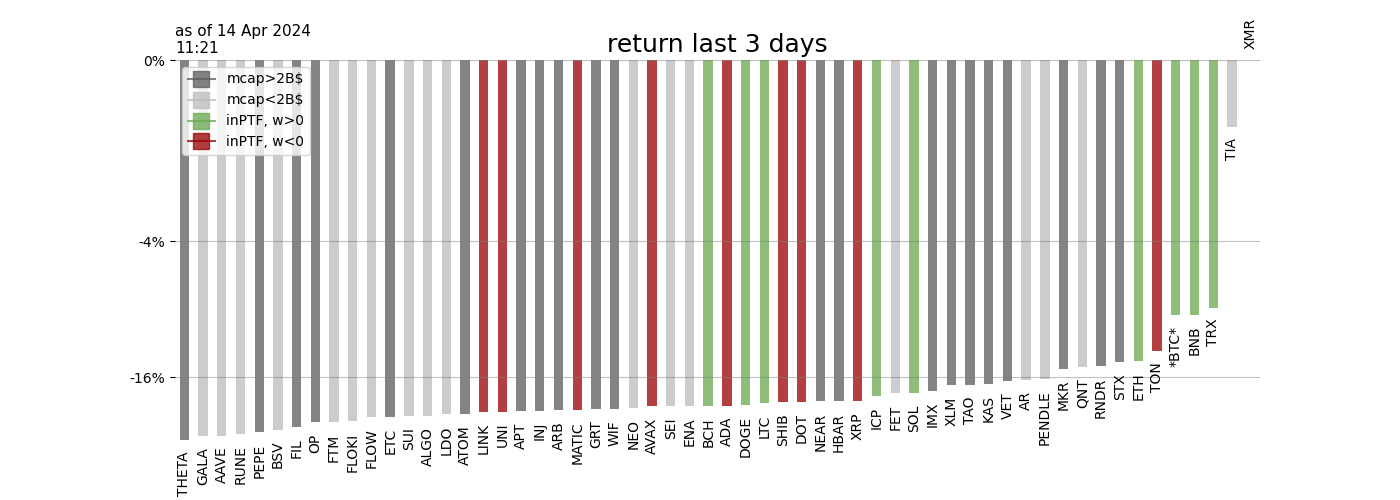 as of 14 Apr 2024
11:21
return last 3 days
XMR
0%
mcap>2B$
mcap<2B$
inPTF, w>0
inPTF, w<0
-4%
-16%
THETA
GALA
AAVE
RUNE
PEPE
BSV
FIL
OP
FTM
FLOKI
FLOW
ETC
SUI
ALGO
LDO
ATOM
LINK
UNI
APT
INJ
ARB
MATIC
GRT
WIF
NEO
AVAX
SEI
ENA
BCH
ADA
DOGE
LTC
SHIB
DOT
NEAR
HBAR
XRP
ICP
FET
SOL
IMX
XLM
TAO
KAS
VET
AR
PENDLE
MKR
QNT
RNDR
STX
ETH
TON
*BTC*
BNB
TRX
TIA